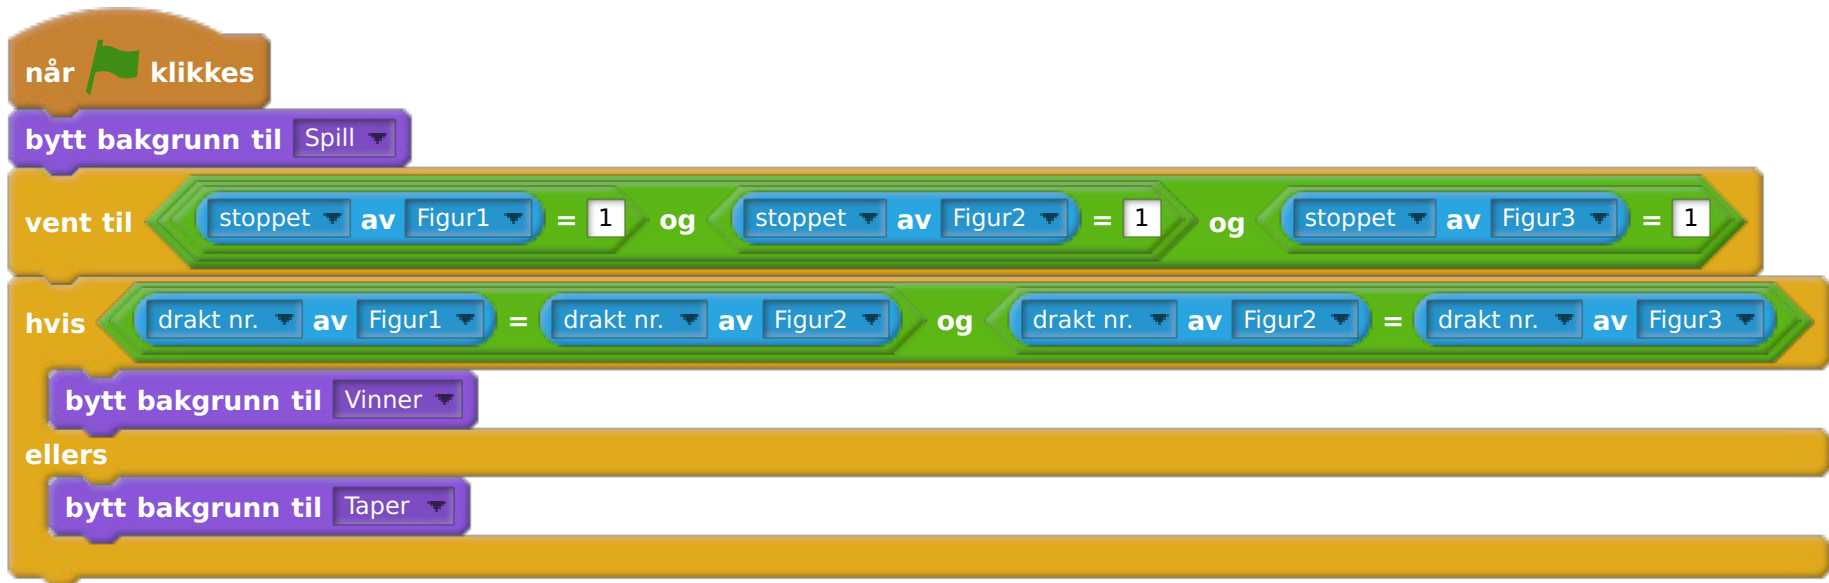 når klikkes
bytt bakgrunn til Spill
vent til stoppet av Figur1 = 1 og stoppet av Figur2 = 1 og stoppet av Figur3 = 1
hvis drakt nr. av Figur1 = drakt nr. av Figur2 og drakt nr. av Figur2 = drakt nr. av Figur3
bytt bakgrunn til Vinner
ellers
bytt bakgrunn til Taper